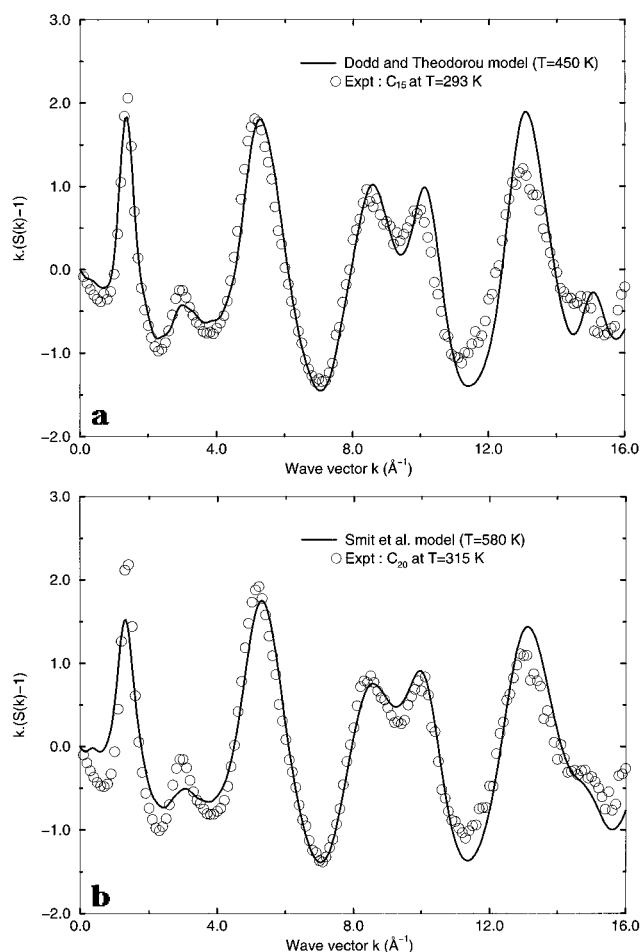 3.0
Dodd and Theodorou model (T=450 K)
Expt : C15 at T=293 K
2.0
1.0
0.0
−1.0
−2.0
k.(S(k)−1)
a
0.0 4.0 8.0 12.0 16.0
Wave vector k (Å⁻¹)
3.0
Smit et al. model (T=580 K)
Expt : C20 at T=315 K
2.0
1.0
0.0
−1.0
−2.0
k.(S(k)−1)
b
0.0 4.0 8.0 12.0 16.0
Wave vector k (Å⁻¹)